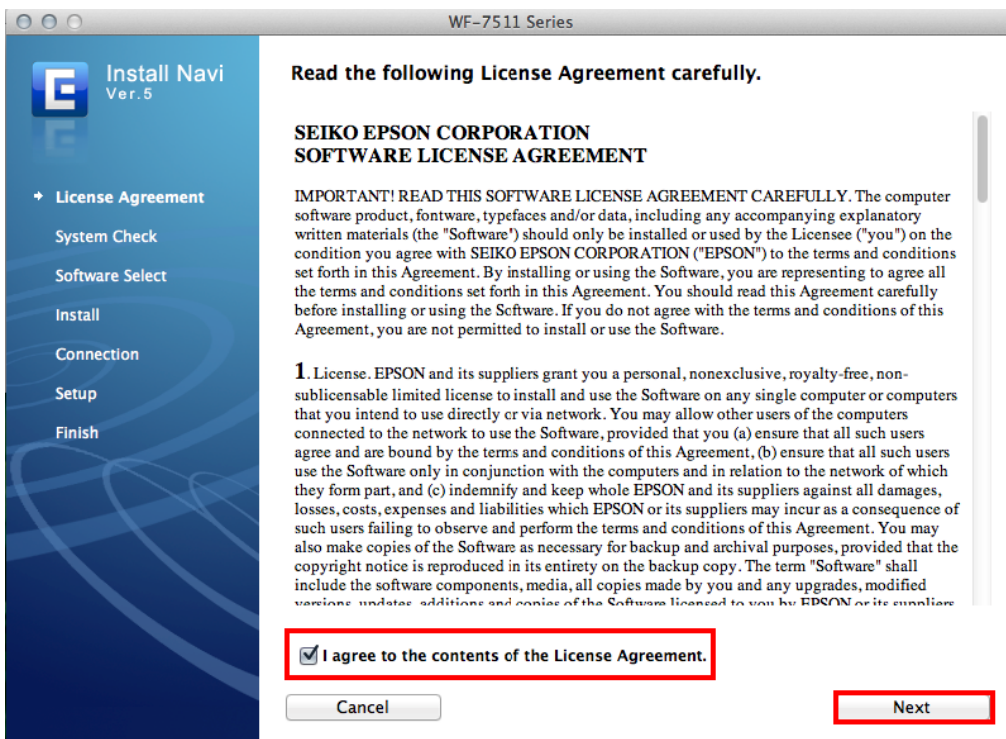 WF-7511 Series
Install Navi
Ver.5
License Agreement
System Check
Software Select
Install
Connection
Setup
Finish
Read the following License Agreement carefully.
SEIKO EPSON CORPORATION
SOFTWARE LICENSE AGREEMENT
IMPORTANT! READ THIS SOFTWARE LICENSE AGREEMENT CAREFULLY. The computer
software product, fontware, typefaces and/or data, including any accompanying explanatory
written materials (the "Software") should only be installed or used by the Licensee ("you") on the
condition you agree with SEIKO EPSON CORPORATION ("EPSON") to the terms and conditions
set forth in this Agreement. By installing or using the Software, you are representing to agree all
the terms and conditions set forth in this Agreement. You should read this Agreement carefully
before installing or using the Software. If you do not agree with the terms and conditions of this
Agreement, you are not permitted to install or use the Software.
1. License. EPSON and its suppliers grant you a personal, nonexclusive, royalty-free, non-
sublicensable limited license to install and use the Software on any single computer or computers
that you intend to use directly or via network. You may allow other users of the computers
connected to the network to use the Software, provided that you (a) ensure that all such users
agree and are bound by the terms and conditions of this Agreement, (b) ensure that all such users
use the Software only in conjunction with the computers and in relation to the network of which
they form part, and (c) indemnify and keep whole EPSON and its suppliers against all damages,
losses, costs, expenses and liabilities which EPSON or its suppliers may incur as a consequence of
such users failing to observe and perform the terms and conditions of this Agreement. You may
also make copies of the Software as necessary for backup and archival purposes, provided that the
copyright notice is reproduced in its entirety on the backup copy. The term "Software" shall
include the software components, media, all copies made by you and any upgrades, modified
versions, updates, additions and copies of the Software licensed to you by EPSON or its suppliers
I agree to the contents of the License Agreement.
Cancel
Next